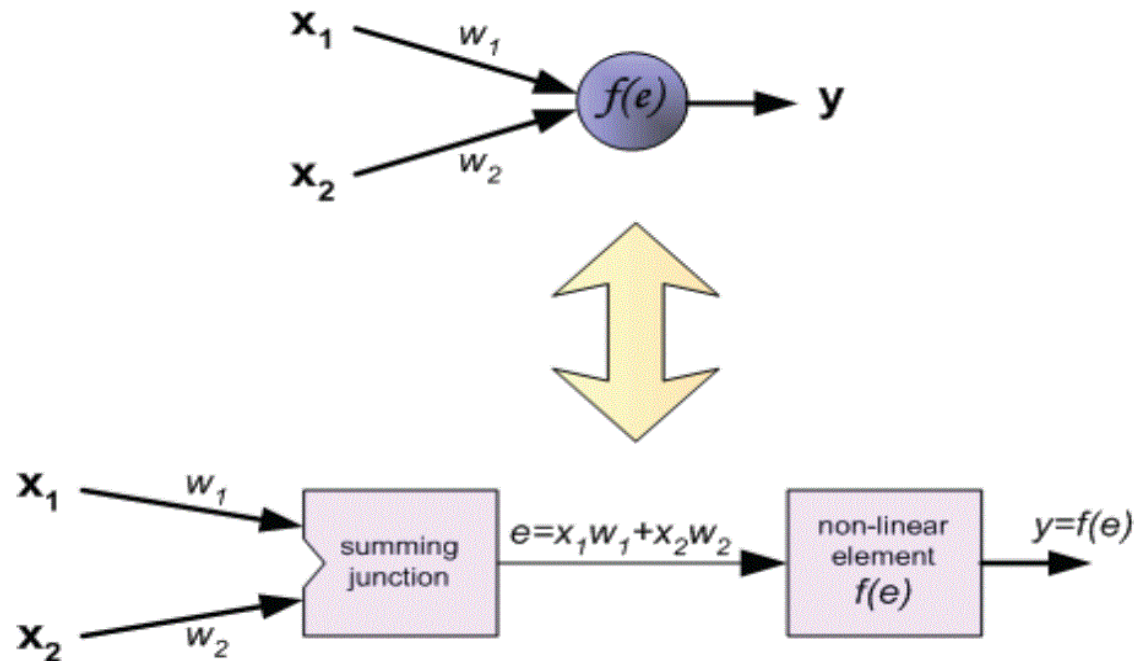 x₁
w₁
f(e)
y
w₂
x₂
x₁
w₁
summing
junction
e=x₁w₁+x₂w₂
non-linear
element
f(e)
y=f(e)
x₂
w₂